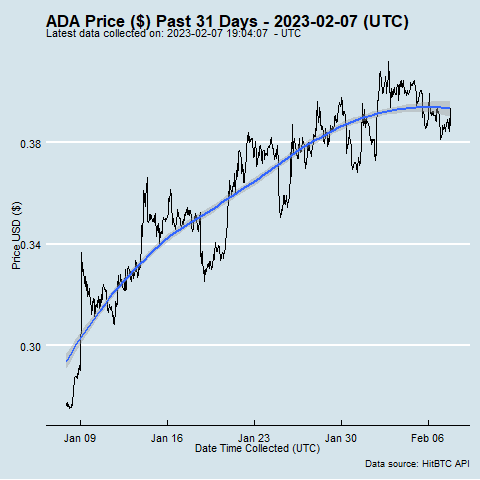 ADA Price ($) Past 31 Days - 2023-02-07 (UTC)
Latest data collected on: 2023-02-07 19:04:07 - UTC
Price USD ($)
0.38
0.34
0.30
Jan 09 Jan 16 Jan 23 Jan 30 Feb 06
Date Time Collected (UTC)
Data source: HitBTC API